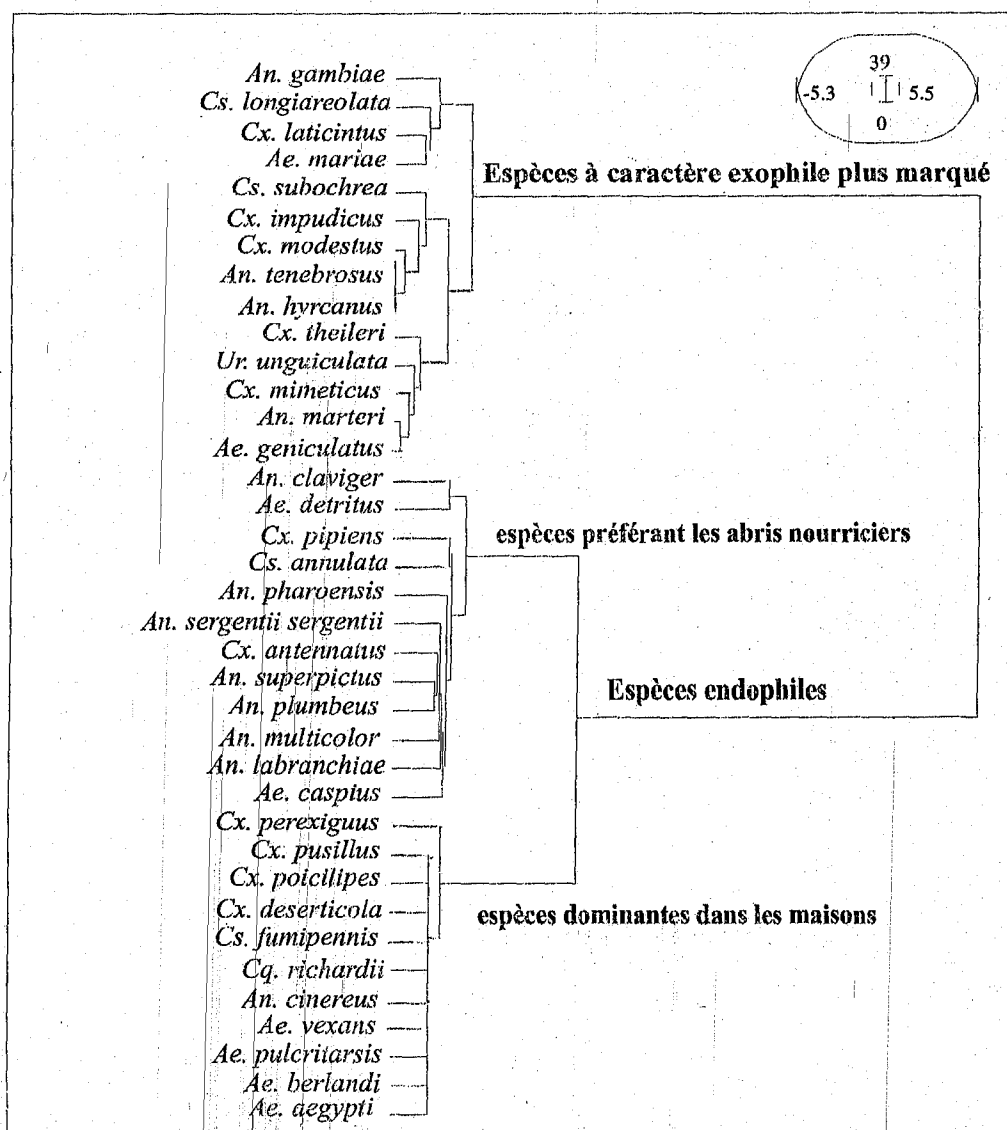 39
-5.3 5.5
0
An. gambiae
Cs. longiareolata
Cx. laticintus
Ae. mariae
Espèces à caractère exophile plus marqué
Cs. subochrea
Cx. impudicus
Cx. modestus
An. tenebrosus
An. hyrcanus
Cx. theileri
Ur. unguiculata
Cx. mimeticus
An. marteri
Ae. geniculatus
An. claviger
Ae. detritus
espèces préférant les abris nourriciers
Cx. pipiens
Cs. annulata
An. pharoensis
An. sergentii sergentii
Cx. antennatus
An. superpictus
Espèces endophiles
An. plumbeus
An. multicolor
An. labranchiae
Ae. caspius
Cx. perexiguus
Cx. pusillus
Cx. poicilipes
Cx. deserticola
espèces dominantes dans les maisons
Cs. fumipennis
Cq. richardii
An. cinereus
Ae. vexans
Ae. pulcritarsis
Ae. berlandi
Ae. aegypti